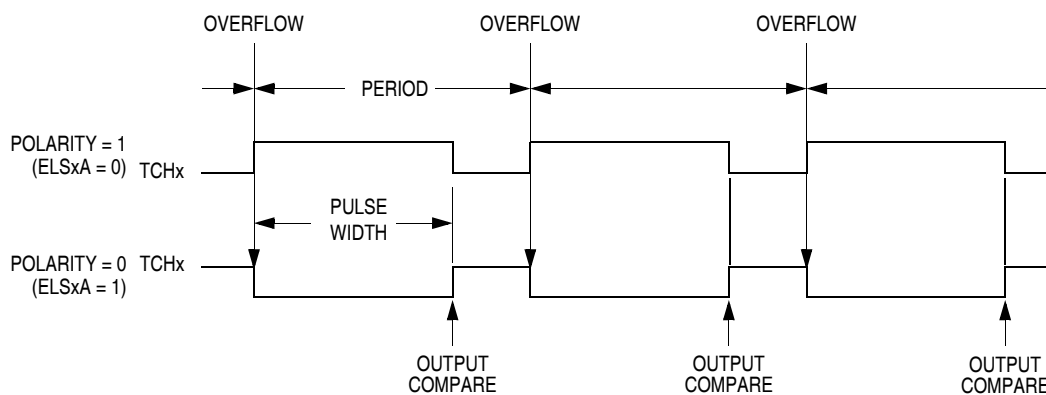 OVERFLOW OVERFLOW OVERFLOW
PERIOD
POLARITY = 1
(ELSxA = 0) TCHx
PULSE
WIDTH
POLARITY = 0 TCHx
(ELSxA = 1)
OUTPUT
COMPARE
OUTPUT
COMPARE
OUTPUT
COMPARE